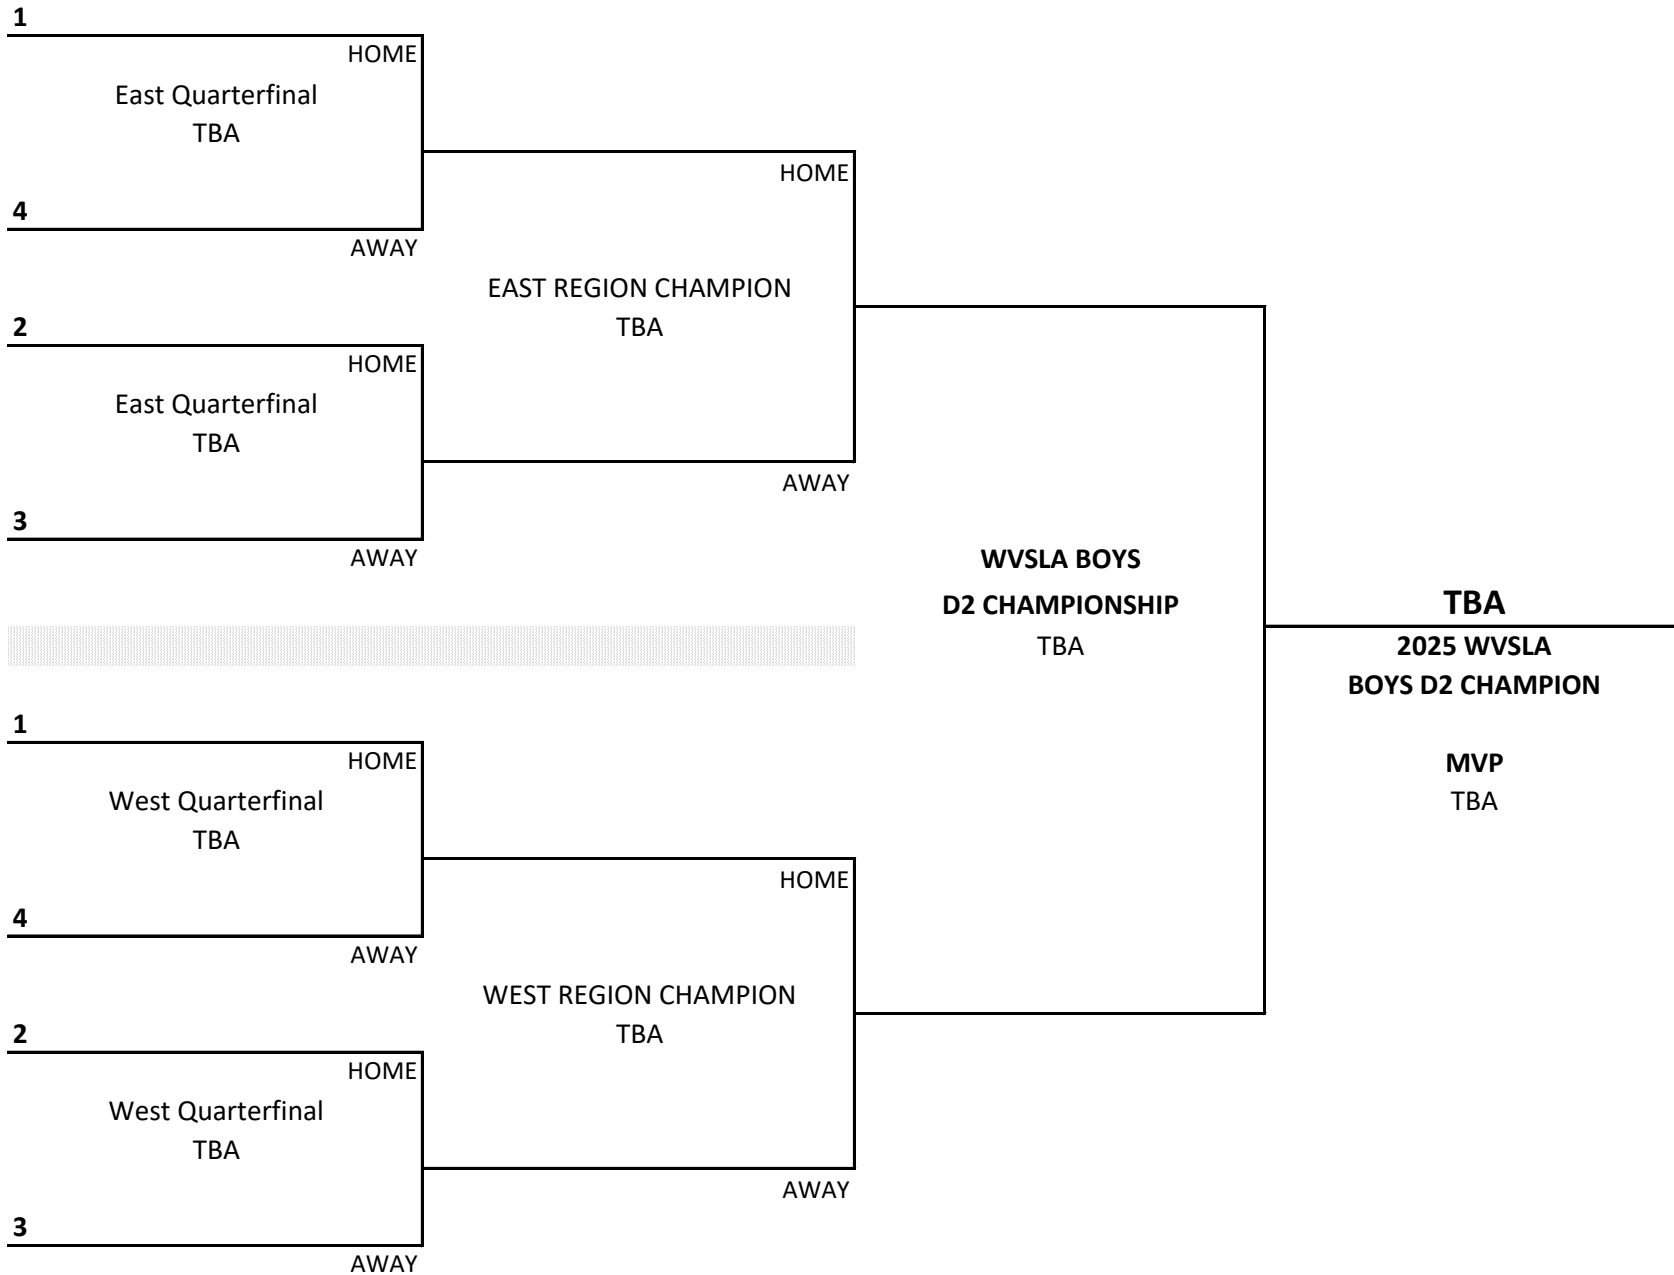 1
HOME
East Quarterfinal
TBA
4
AWAY
2
HOME
East Quarterfinal
TBA
3
AWAY
HOME
EAST REGION CHAMPION
TBA
AWAY
1
HOME
West Quarterfinal
TBA
4
AWAY
2
HOME
West Quarterfinal
TBA
3
AWAY
HOME
WEST REGION CHAMPION
TBA
AWAY
WVSLA BOYS
D2 CHAMPIONSHIP
TBA
TBA
2025 WVSLA
BOYS D2 CHAMPION
MVP
TBA